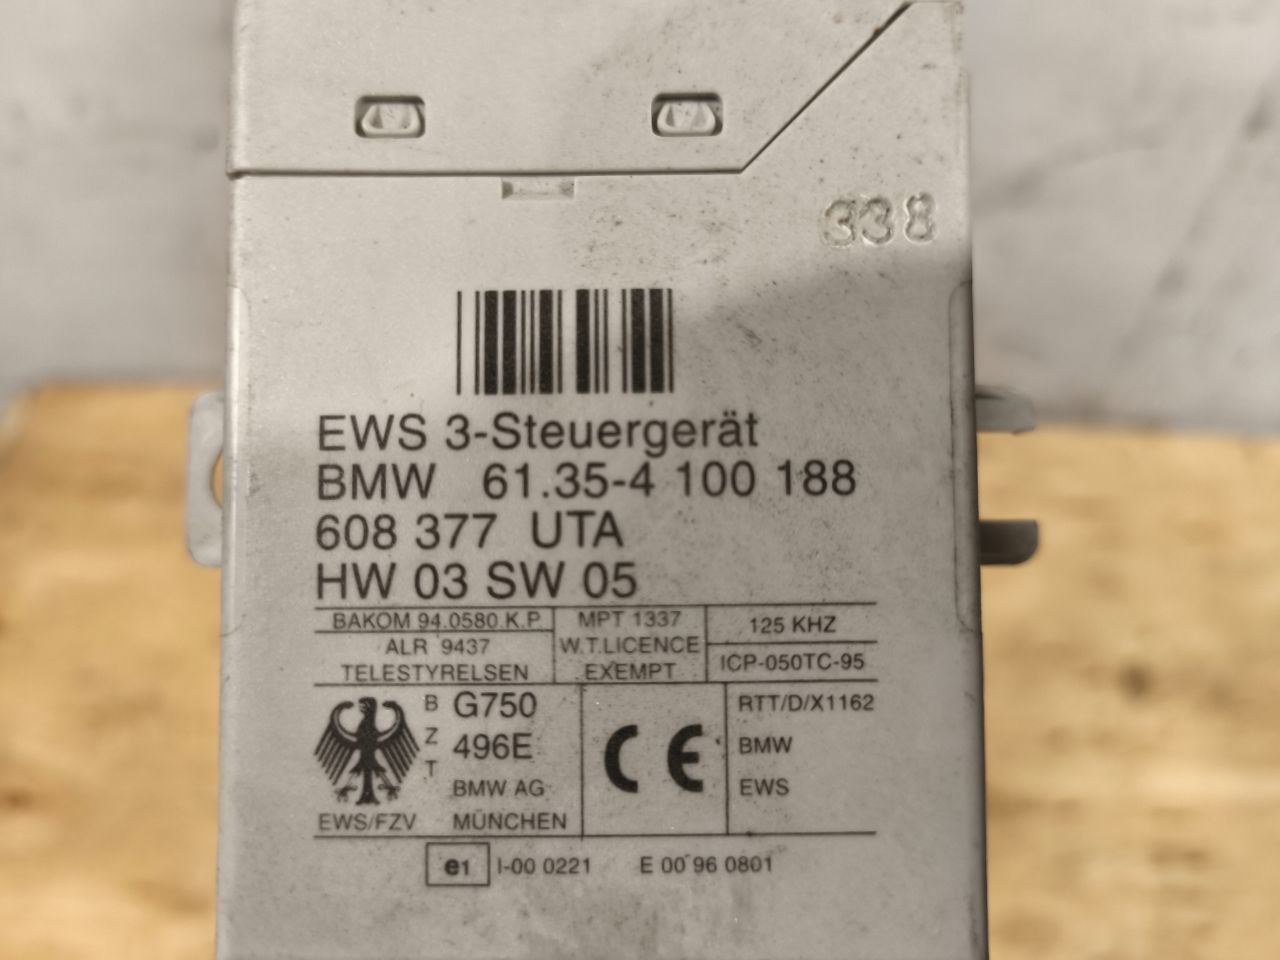 338
EWS 3-Steuergerät
BMW 61.35-4 100 188
608 377 UTA
HW 03 SW 05
BAKOM 94.0580.K.P
ALR 9437
TELESTYRELSEN
MPT 1337
W.T.LICENCE
EXEMPT
125 KHZ
ICP-050TC-95
BZT
G750
496E
BMW AG
EWS/FZV MÜNCHEN
CE
RTT/D/X1162
BMW
EWS
e1 I-00 0221 E 00 96 0801